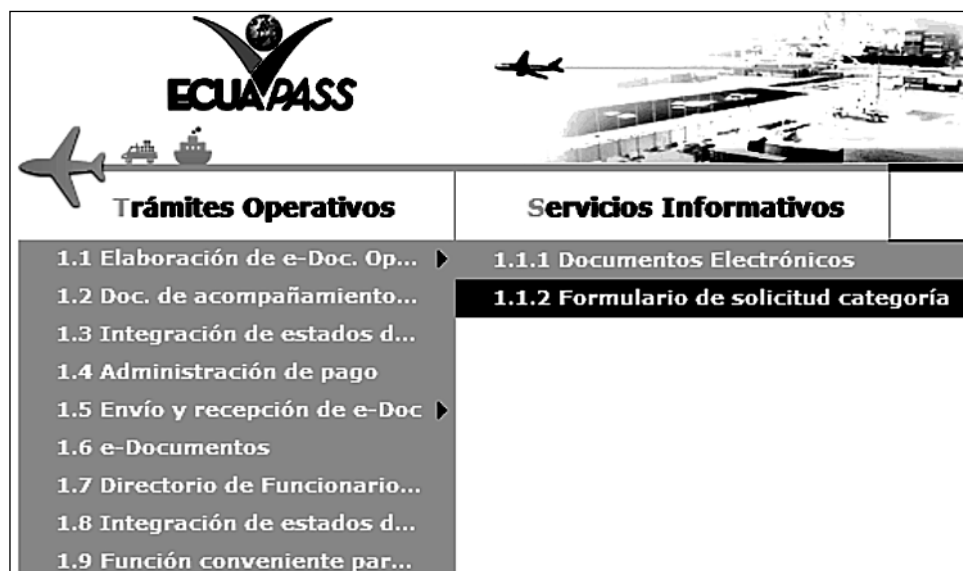 ECUAPASS
Trámites Operativos
Servicios Informativos
1.1 Elaboración de e-Doc. Op...
1.2 Doc. de acompañamiento...
1.3 Integración de estados d...
1.4 Administración de pago
1.5 Envío y recepción de e-Doc
1.6 e-Documentos
1.7 Directorio de Funcionario...
1.8 Integración de estados d...
1.9 Función conveniente par...
1.1.1 Documentos Electrónicos
1.1.2 Formulario de solicitud categoría